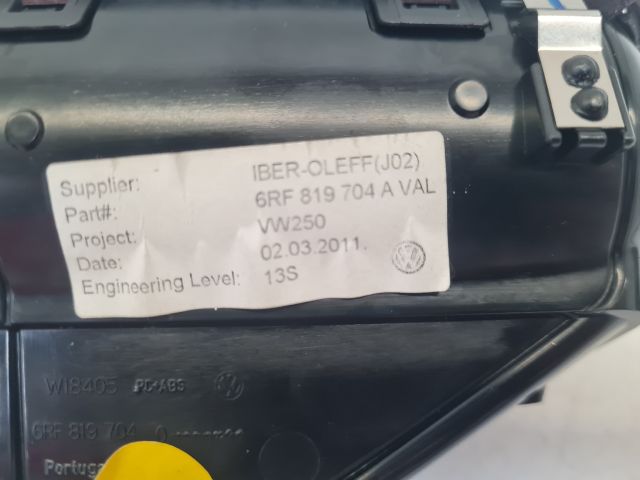 Supplier: IBER-OLEFF(J02)
Part#: 6RF 819 704 A VAL
Project: VW250
Date: 02.03.2011.
Engineering Level: 13S
W18405 PC+ABS
6RF 819 704